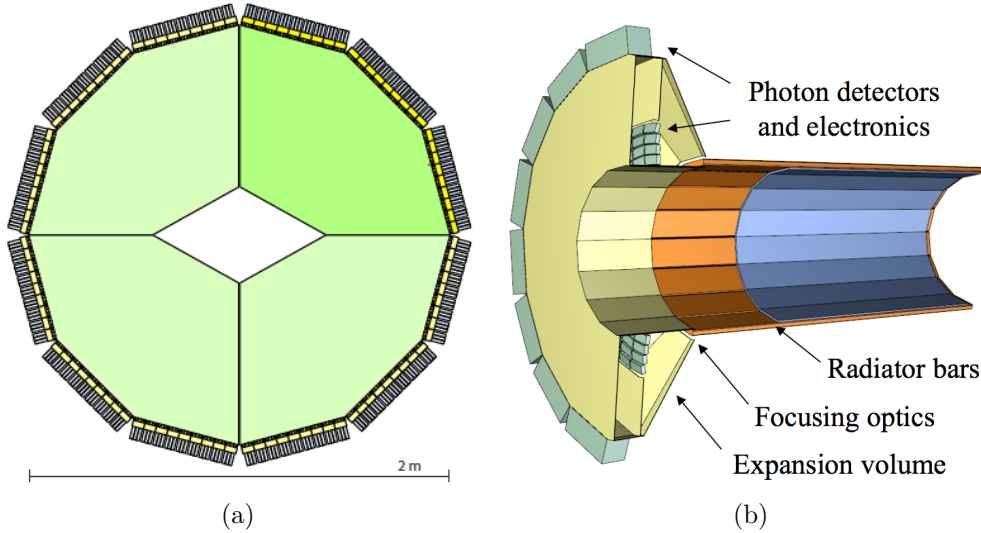 Photon detectors
and electronics
Radiator bars
Focusing optics
Expansion volume
2 m
(a)
(b)